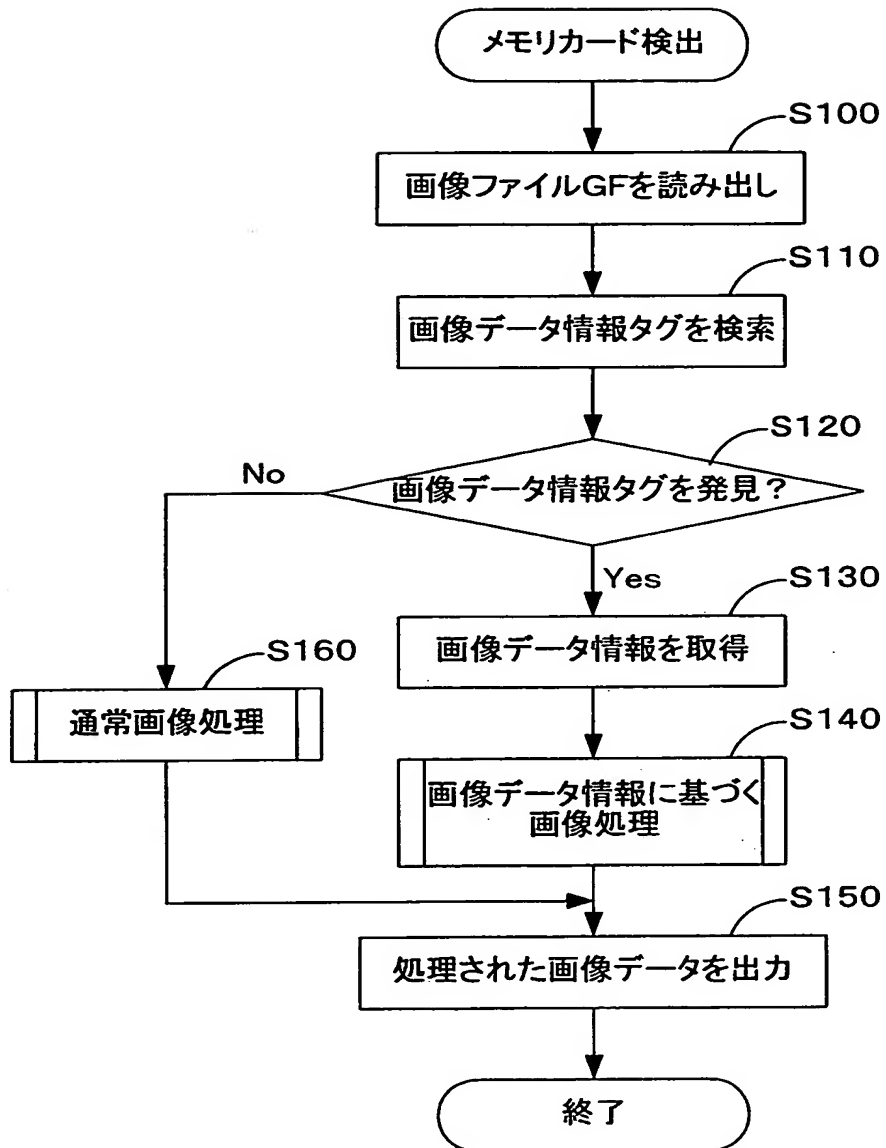 メモリカード検出
S100
画像ファイルGFを読み出し
S110
画像データ情報タグを検索
S120
画像データ情報タグを発見？
No
Yes
S130
画像データ情報を取得
S160
通常画像処理
S140
画像データ情報に基づく
画像処理
S150
処理された画像データを出力
終了